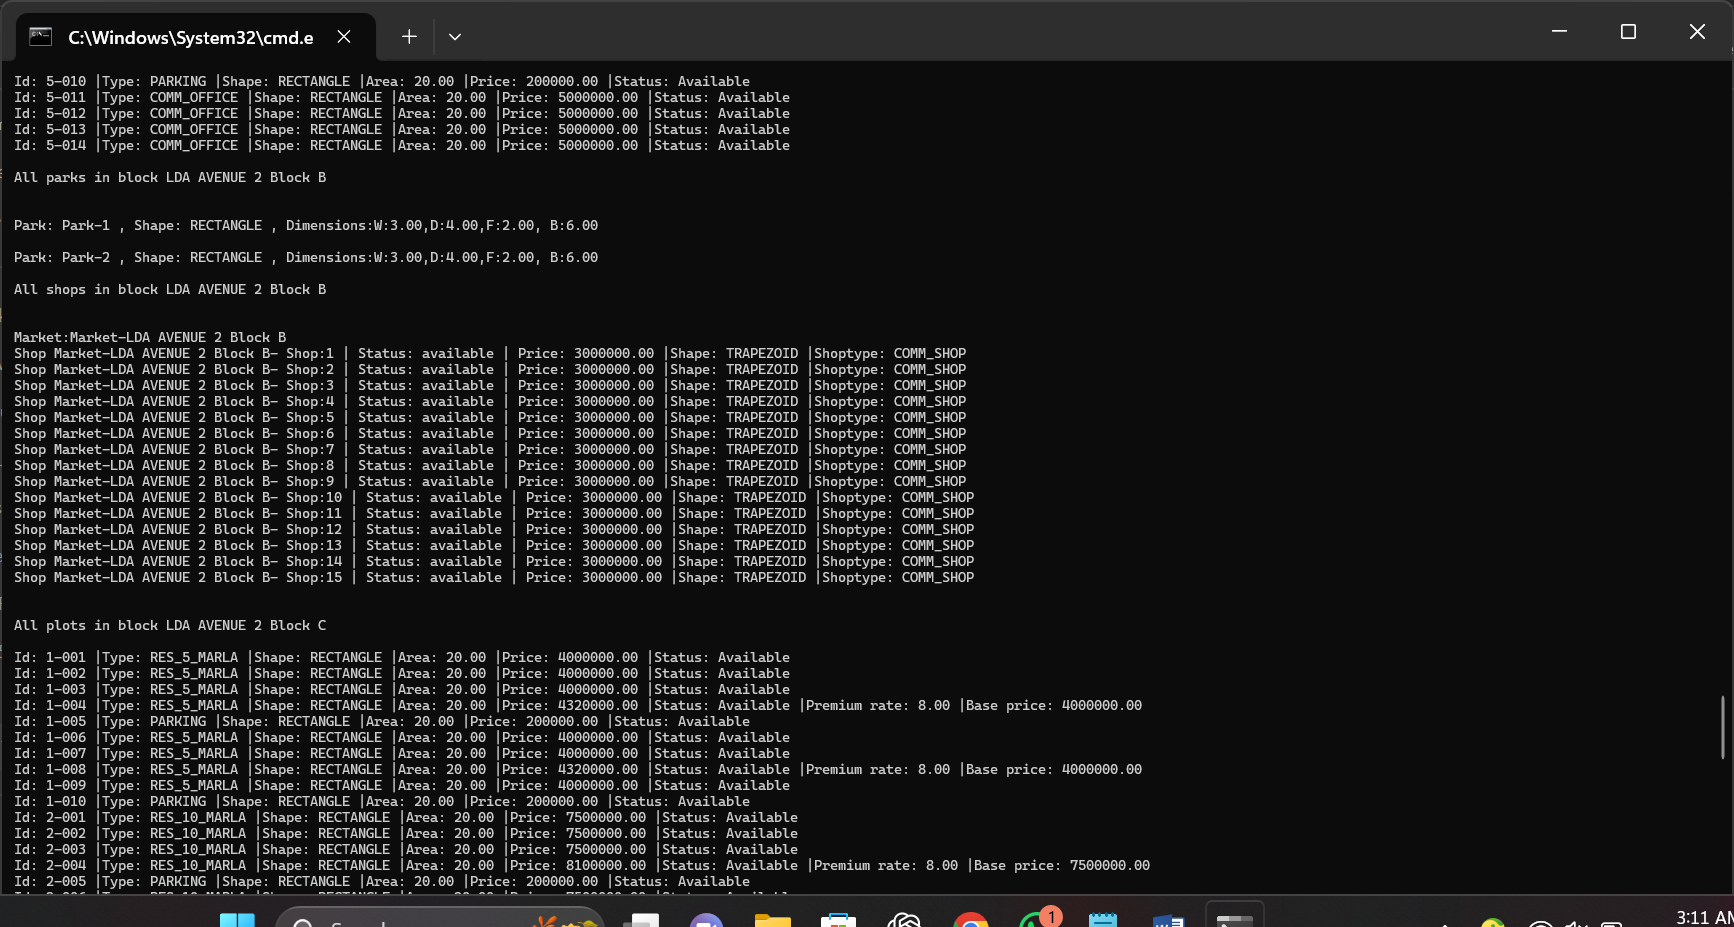 C:\Windows\System32\cmd.e
Id: 5-010 |Type: PARKING |Shape: RECTANGLE |Area: 20.00 |Price: 200000.00 |Status: Available
Id: 5-011 |Type: COMM_OFFICE |Shape: RECTANGLE |Area: 20.00 |Price: 5000000.00 |Status: Available
Id: 5-012 |Type: COMM_OFFICE |Shape: RECTANGLE |Area: 20.00 |Price: 5000000.00 |Status: Available
Id: 5-013 |Type: COMM_OFFICE |Shape: RECTANGLE |Area: 20.00 |Price: 5000000.00 |Status: Available
Id: 5-014 |Type: COMM_OFFICE |Shape: RECTANGLE |Area: 20.00 |Price: 5000000.00 |Status: Available
All parks in block LDA AVENUE 2 Block B
Park: Park-1 , Shape: RECTANGLE , Dimensions:W:3.00,D:4.00,F:2.00, B:6.00
Park: Park-2 , Shape: RECTANGLE , Dimensions:W:3.00,D:4.00,F:2.00, B:6.00
All shops in block LDA AVENUE 2 Block B
Market:Market-LDA AVENUE 2 Block B
Shop Market-LDA AVENUE 2 Block B- Shop:1 | Status: available | Price: 3000000.00 |Shape: TRAPEZOID |Shoptype: COMM_SHOP
Shop Market-LDA AVENUE 2 Block B- Shop:2 | Status: available | Price: 3000000.00 |Shape: TRAPEZOID |Shoptype: COMM_SHOP
Shop Market-LDA AVENUE 2 Block B- Shop:3 | Status: available | Price: 3000000.00 |Shape: TRAPEZOID |Shoptype: COMM_SHOP
Shop Market-LDA AVENUE 2 Block B- Shop:4 | Status: available | Price: 3000000.00 |Shape: TRAPEZOID |Shoptype: COMM_SHOP
Shop Market-LDA AVENUE 2 Block B- Shop:5 | Status: available | Price: 3000000.00 |Shape: TRAPEZOID |Shoptype: COMM_SHOP
Shop Market-LDA AVENUE 2 Block B- Shop:6 | Status: available | Price: 3000000.00 |Shape: TRAPEZOID |Shoptype: COMM_SHOP
Shop Market-LDA AVENUE 2 Block B- Shop:7 | Status: available | Price: 3000000.00 |Shape: TRAPEZOID |Shoptype: COMM_SHOP
Shop Market-LDA AVENUE 2 Block B- Shop:8 | Status: available | Price: 3000000.00 |Shape: TRAPEZOID |Shoptype: COMM_SHOP
Shop Market-LDA AVENUE 2 Block B- Shop:9 | Status: available | Price: 3000000.00 |Shape: TRAPEZOID |Shoptype: COMM_SHOP
Shop Market-LDA AVENUE 2 Block B- Shop:10 | Status: available | Price: 3000000.00 |Shape: TRAPEZOID |Shoptype: COMM_SHOP
Shop Market-LDA AVENUE 2 Block B- Shop:11 | Status: available | Price: 3000000.00 |Shape: TRAPEZOID |Shoptype: COMM_SHOP
Shop Market-LDA AVENUE 2 Block B- Shop:12 | Status: available | Price: 3000000.00 |Shape: TRAPEZOID |Shoptype: COMM_SHOP
Shop Market-LDA AVENUE 2 Block B- Shop:13 | Status: available | Price: 3000000.00 |Shape: TRAPEZOID |Shoptype: COMM_SHOP
Shop Market-LDA AVENUE 2 Block B- Shop:14 | Status: available | Price: 3000000.00 |Shape: TRAPEZOID |Shoptype: COMM_SHOP
Shop Market-LDA AVENUE 2 Block B- Shop:15 | Status: available | Price: 3000000.00 |Shape: TRAPEZOID |Shoptype: COMM_SHOP
All plots in block LDA AVENUE 2 Block C
Id: 1-001 |Type: RES_5_MARLA |Shape: RECTANGLE |Area: 20.00 |Price: 4000000.00 |Status: Available
Id: 1-002 |Type: RES_5_MARLA |Shape: RECTANGLE |Area: 20.00 |Price: 4000000.00 |Status: Available
Id: 1-003 |Type: RES_5_MARLA |Shape: RECTANGLE |Area: 20.00 |Price: 4000000.00 |Status: Available
Id: 1-004 |Type: RES_5_MARLA |Shape: RECTANGLE |Area: 20.00 |Price: 4320000.00 |Status: Available |Premium rate: 8.00 |Base price: 4000000.00
Id: 1-005 |Type: PARKING |Shape: RECTANGLE |Area: 20.00 |Price: 200000.00 |Status: Available
Id: 1-006 |Type: RES_5_MARLA |Shape: RECTANGLE |Area: 20.00 |Price: 4000000.00 |Status: Available
Id: 1-007 |Type: RES_5_MARLA |Shape: RECTANGLE |Area: 20.00 |Price: 4000000.00 |Status: Available
Id: 1-008 |Type: RES_5_MARLA |Shape: RECTANGLE |Area: 20.00 |Price: 4320000.00 |Status: Available |Premium rate: 8.00 |Base price: 4000000.00
Id: 1-009 |Type: RES_5_MARLA |Shape: RECTANGLE |Area: 20.00 |Price: 4000000.00 |Status: Available
Id: 1-010 |Type: PARKING |Shape: RECTANGLE |Area: 20.00 |Price: 200000.00 |Status: Available
Id: 2-001 |Type: RES_10_MARLA |Shape: RECTANGLE |Area: 20.00 |Price: 7500000.00 |Status: Available
Id: 2-002 |Type: RES_10_MARLA |Shape: RECTANGLE |Area: 20.00 |Price: 7500000.00 |Status: Available
Id: 2-003 |Type: RES_10_MARLA |Shape: RECTANGLE |Area: 20.00 |Price: 7500000.00 |Status: Available
Id: 2-004 |Type: RES_10_MARLA |Shape: RECTANGLE |Area: 20.00 |Price: 8100000.00 |Status: Available |Premium rate: 8.00 |Base price: 7500000.00
Id: 2-005 |Type: PARKING |Shape: RECTANGLE |Area: 20.00 |Price: 200000.00 |Status: Available
1
3:11 AM